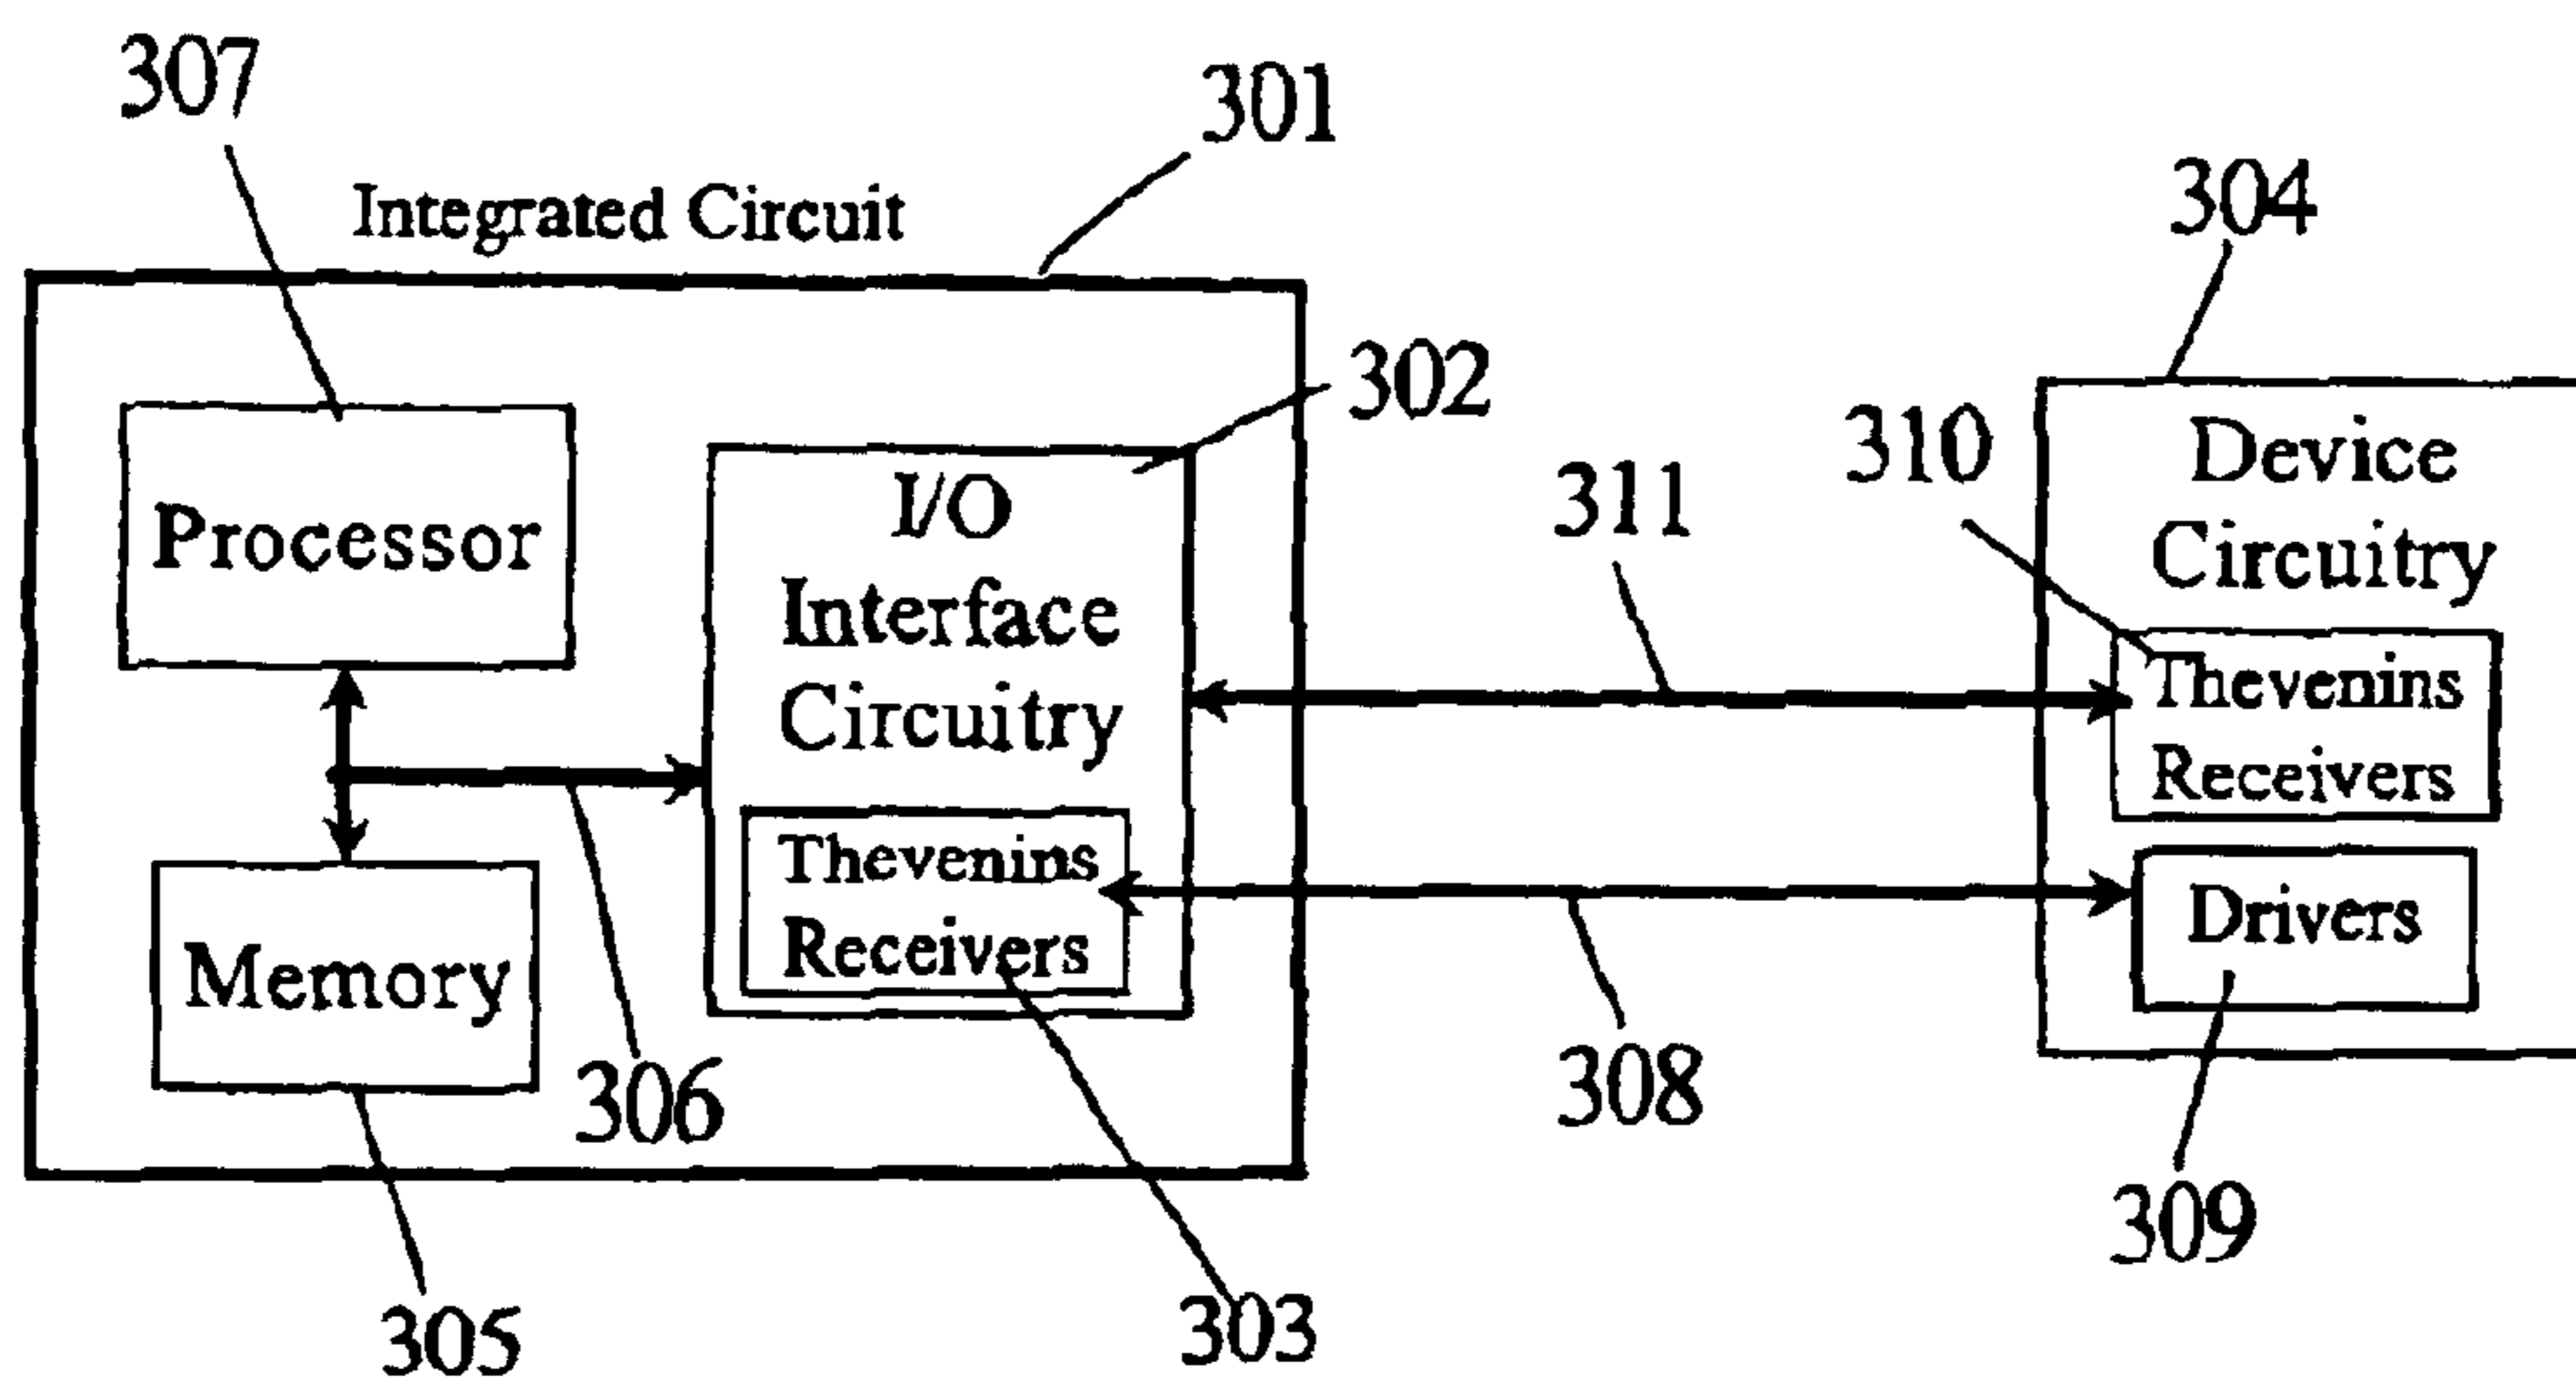 307
301
Integrated Circuit
304
302
310
Device
Circuitry
I/O
Interface
Circuitry
311
Processor
Thevenins
Receivers
Thevenins
Receivers
Drivers
Memory
306
308
309
305
303